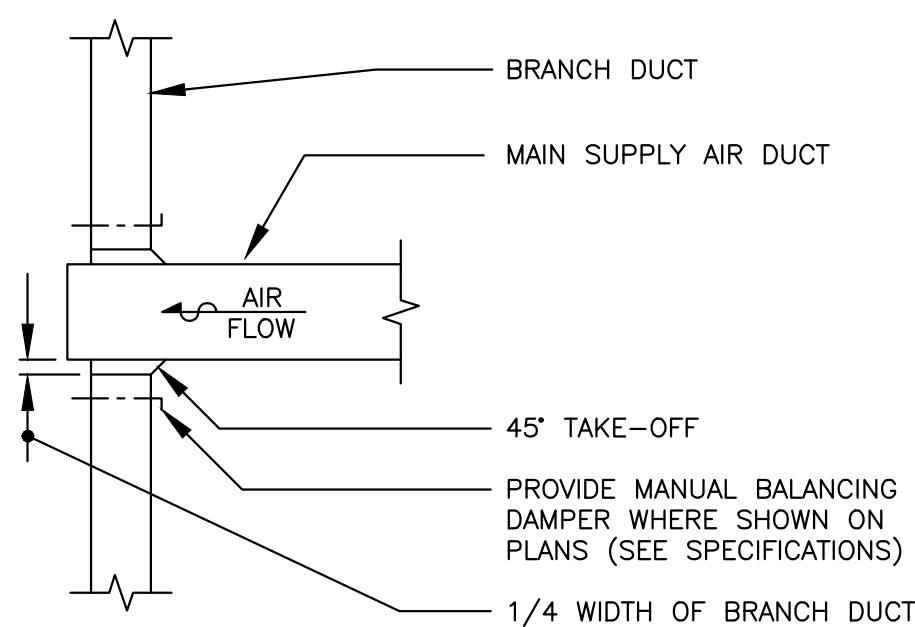 BRANCH DUCT
MAIN SUPPLY AIR DUCT
AIR
FLOW
45° TAKE-OFF
PROVIDE MANUAL BALANCING
DAMPER WHERE SHOWN ON
PLANS (SEE SPECIFICATIONS)
1/4 WIDTH OF BRANCH DUCT